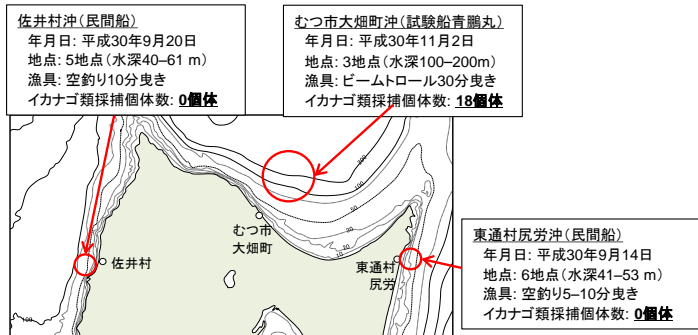 佐井村沖（民間船）
年月日: 平成30年9月20日
地点: 5地点（水深40–61 m）
漁具: 空釣り10分曳き
イカナゴ類採捕個体数: 0個体
むつ市大畑町沖（試験船青鵬丸）
年月日: 平成30年11月2日
地点: 3地点（水深100–200m）
漁具: ビームトロール30分曳き
イカナゴ類採捕個体数: 18個体
200
100
50
20
10
10
むつ市
大畑町
佐井村
東通村
尻労
100
東通村尻労沖（民間船）
年月日: 平成30年9月14日
地点: 6地点（水深41–53 m）
漁具: 空釣り5–10分曳き
イカナゴ類採捕個体数: 0個体